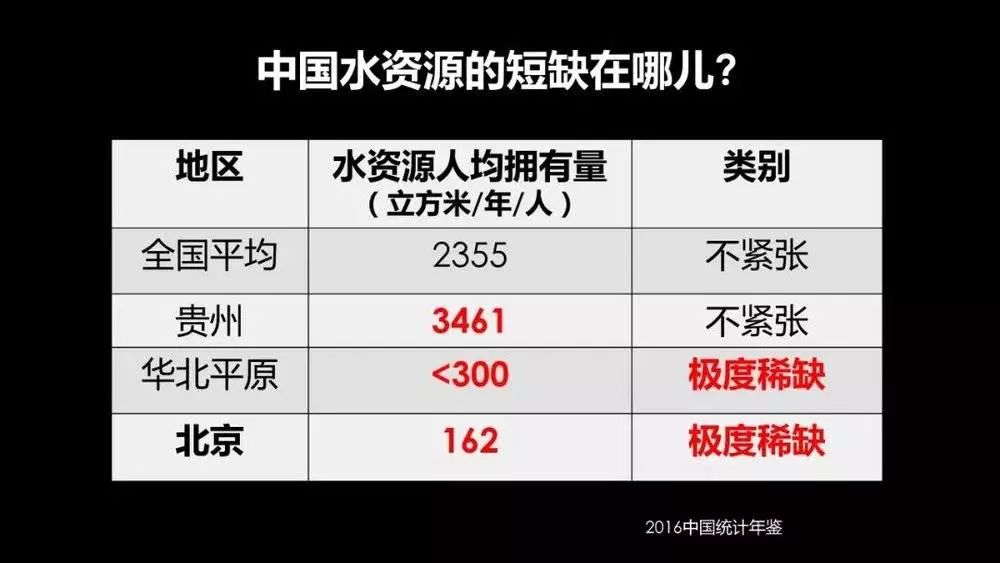 中国水资源的短缺在哪儿?
地区 水资源人均拥有量 类别
（立方米/年/人）
全国平均 2355 不紧张
贵州 3461 不紧张
华北平原 <300 极度稀缺
北京 162 极度稀缺
2016中国统计年鉴